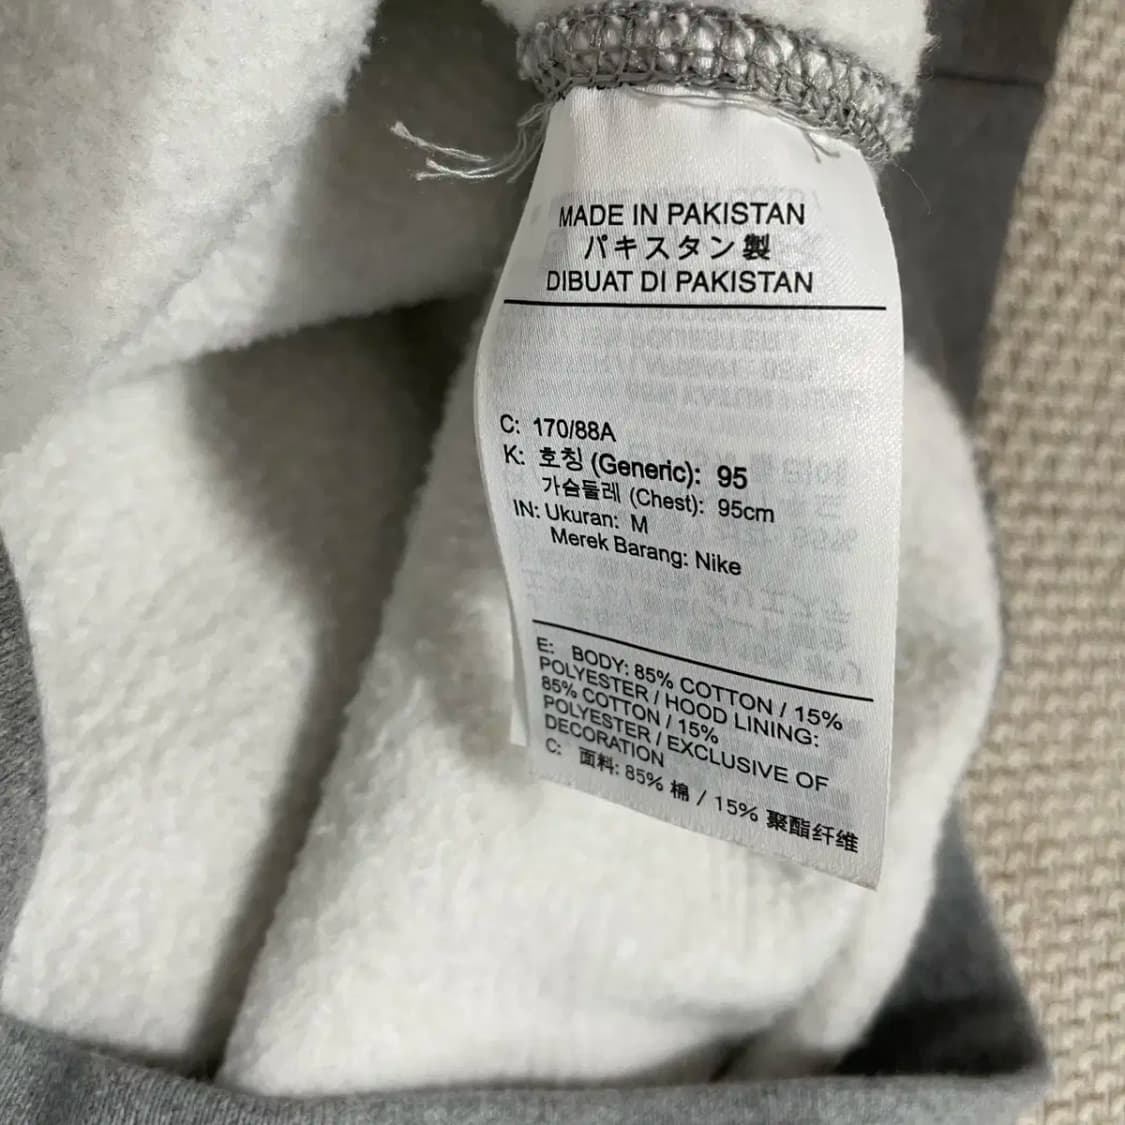 MADE IN PAKISTAN
パキスタン製
DIBUAT DI PAKISTAN
C: 170/88A
K: 호칭 (Generic): 95
가슴둘레 (Chest): 95cm
IN: Ukuran: M
Merek Barang: Nike
E: BODY: 85% COTTON / 15%
POLYESTER / HOOD LINING:
85% COTTON / 15%
POLYESTER / EXCLUSIVE OF
DECORATION
C: 面料: 85% 棉 / 15% 聚酯纤维